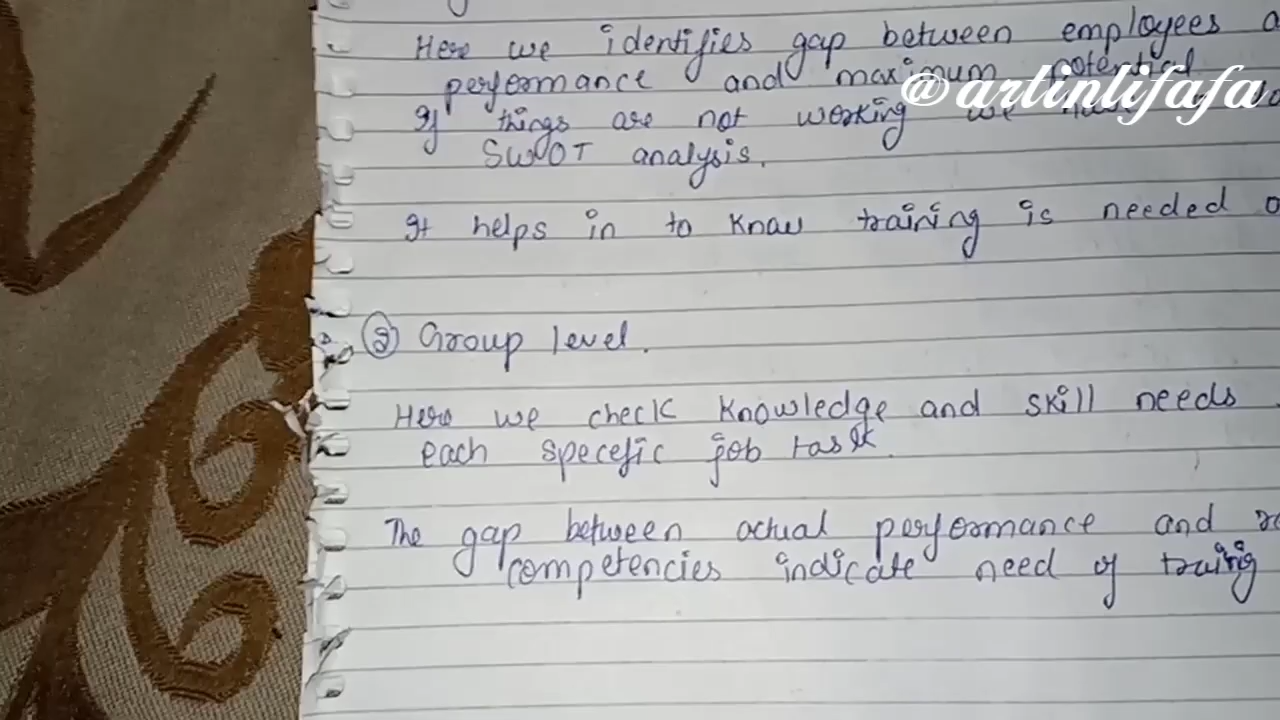 Here we identifies gap between employees a
performance and maximum potential
@artinlifafa
If things are not working we have to
SWOT analysis.
It helps in to know training is needed o
② Group level.
Here we check knowledge and skill needs
each specefic job task.
The gap between actual performance and
competencies indicate need of traing